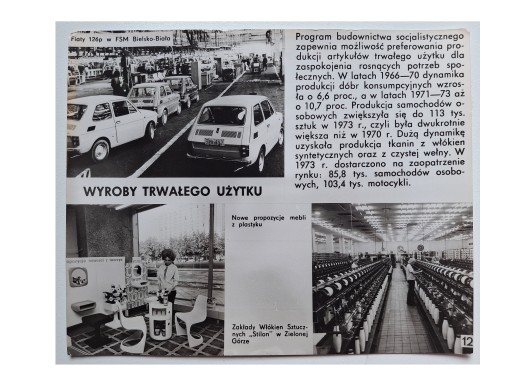 Fiaty 126p w FSM Bielsko-Biała
Program budownictwa socjalistycznego
zapewnia możliwość preferowania pro-
dukcji artykułów trwałego użytku dla
zaspokojenia rosnących potrzeb spo-
łecznych. W latach 1966—70 dynamika
produkcji dóbr konsumpcyjnych wzros-
ła o 6,6 proc., a w latach 1971—73 aż
o 10,7 proc. Produkcja samochodów o-
sobowych zwiększyła się do 113 tys.
sztuk w 1973 r., czyli była dwukrotnie
większa niż w 1970 r. Dużą dynamikę
uzyskała produkcja tkanin z włókien
syntetycznych oraz z czystej wełny. W
1973 r. dostarczono na zaopatrzenie
rynku: 85,8 tys. samochodów osobo-
wych, 103,4 tys. motocykli.
WYROBY TRWAŁEGO UŻYTKU
Nowe propozycje mebli
z plastyku
Zakłady Włókien Sztucz-
nych „Stilon" w Zielonej
Górze
12